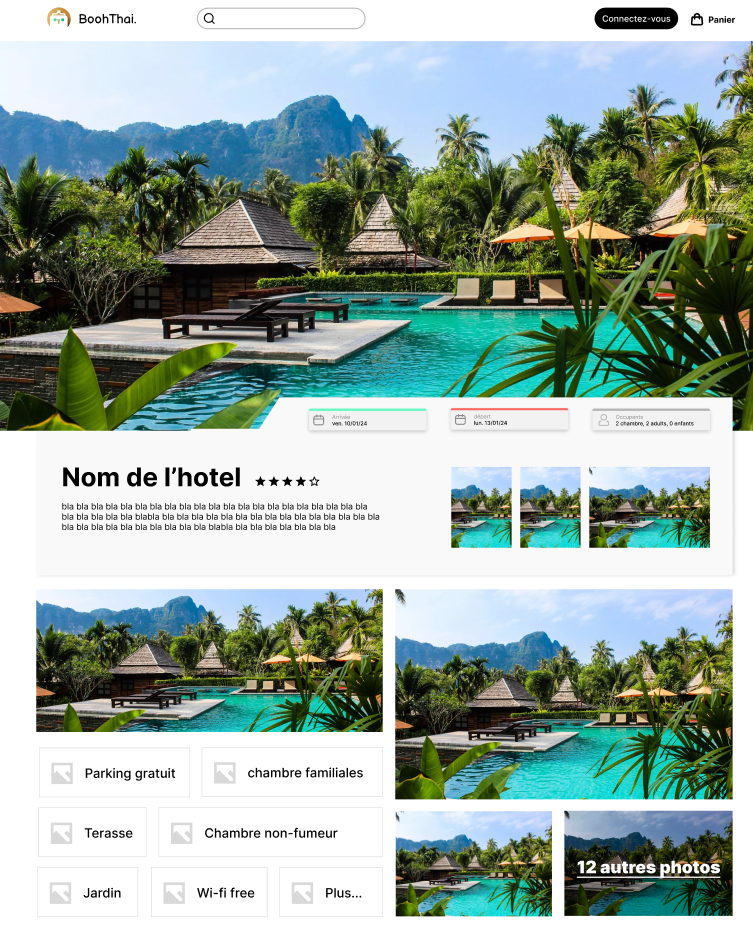 BoohThai.
Connectez-vous
Panier
Arrivée
ven. 10/01/24
départ
lun. 13/01/24
Occupants
2 chambre, 2 adults, 0 enfants
Nom de l’hotel
bla bla bla bla bla bla bla bla bla bla bla bla bla bla bla bla bla bla bla bla bla
bla bla bla bla bla blabla bla bla bla bla bla bla bla bla bla bla bla bla bla bla bla
bla bla bla bla bla bla bla bla bla bla blabla bla bla bla bla bla bla bla
Parking gratuit
chambre familiales
Terasse
Chambre non-fumeur
Jardin
Wi-fi free
Plus...
12 autres photos